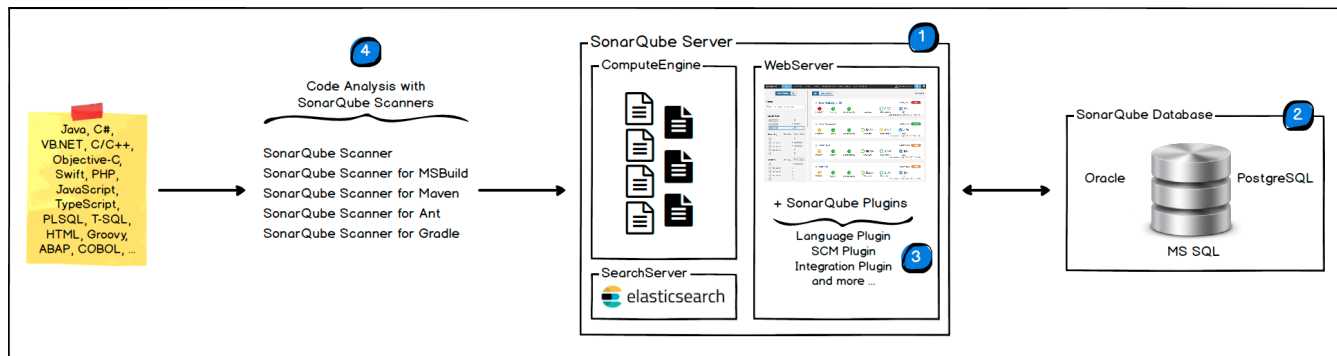 Java, C#,
VB.NET, C/C++,
Objective-C,
Swift, PHP,
JavaScript,
TypeScript,
PLSQL, T-SQL,
HTML, Groovy,
ABAP, COBOL, ...
4
Code Analysis with
SonarQube Scanners
SonarQube Scanner
SonarQube Scanner for MSBuild
SonarQube Scanner for Maven
SonarQube Scanner for Ant
SonarQube Scanner for Gradle
SonarQube Server
1
ComputeEngine
SearchServer
elasticsearch
WebServer
+ SonarQube Plugins
Language Plugin
SCM Plugin
Integration Plugin
and more ...
3
SonarQube Database
2
Oracle
PostgreSQL
MS SQL